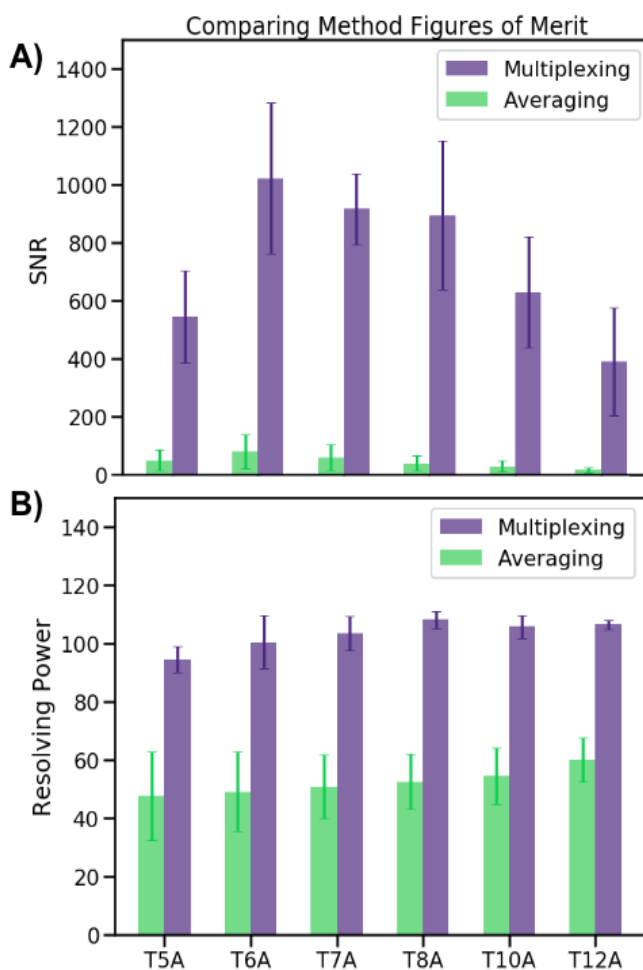 Comparing Method Figures of Merit
A)
1400
1200
1000
800
600
400
200
0
SNR
Multiplexing
Averaging
B)
140
120
100
80
60
40
20
0
Resolving Power
Multiplexing
Averaging
T5A T6A T7A T8A T10A T12A